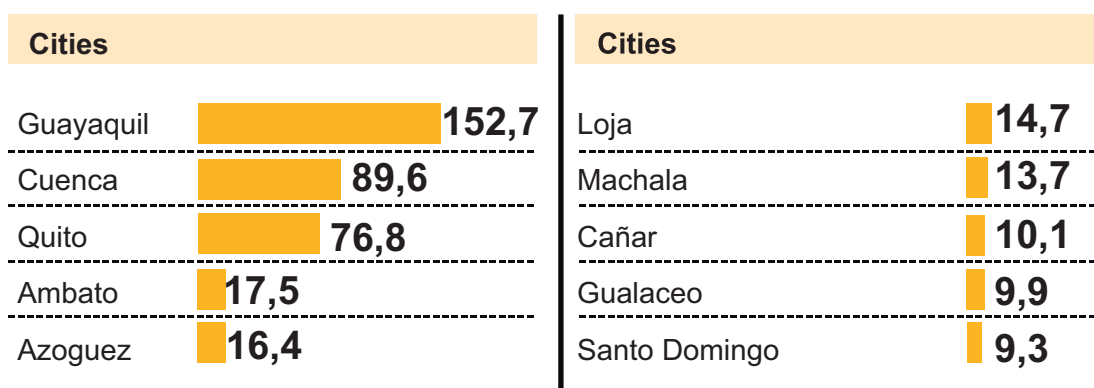 Cities
Guayaquil 152,7
Cuenca 89,6
Quito 76,8
Ambato 17,5
Azoguez 16,4
Cities
Loja 14,7
Machala 13,7
Cañar 10,1
Gualaceo 9,9
Santo Domingo 9,3